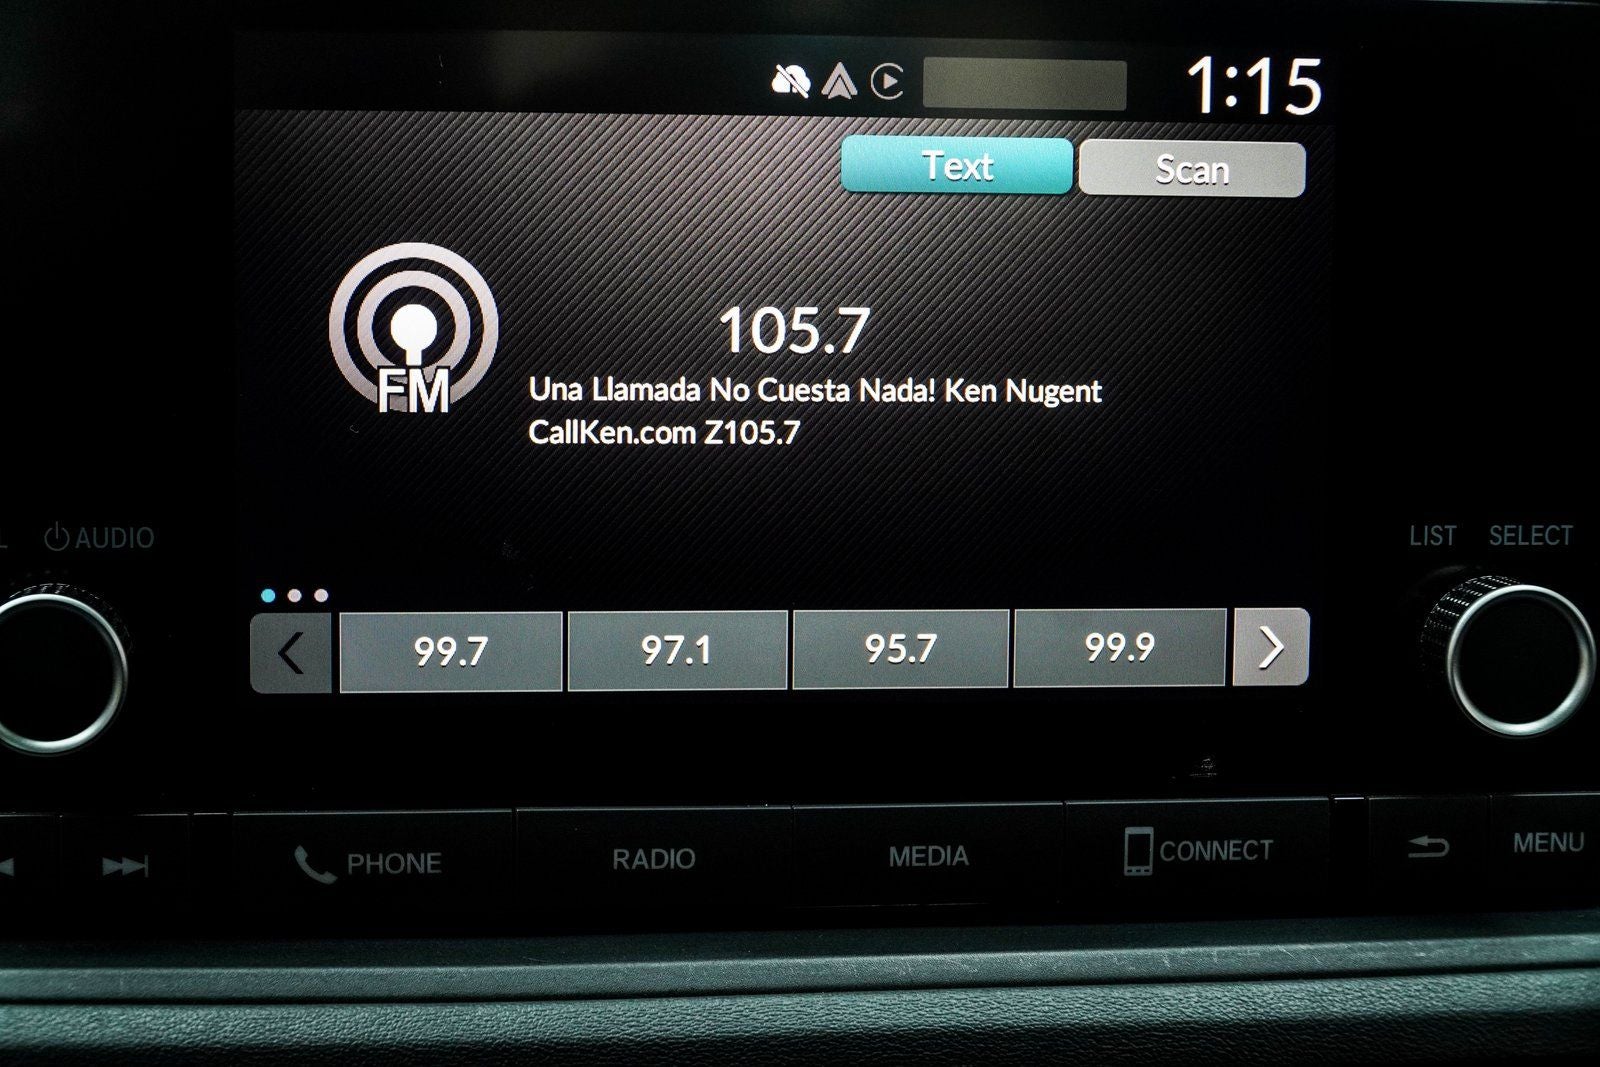 1:15
Text Scan
105.7
FM
Una Llamada No Cuesta Nada! Ken Nugent
CallKen.com Z105.7
AUDIO
LIST SELECT
99.7 97.1 95.7 99.9
PHONE RADIO MEDIA CONNECT MENU